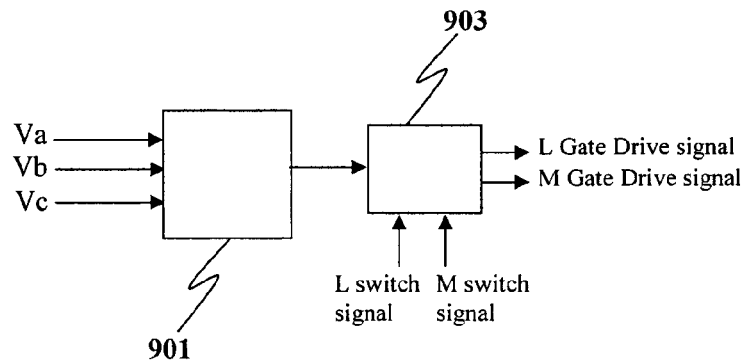 903
Va
Vb
Vc
L Gate Drive signal
M Gate Drive signal
L switch
signal
M switch
signal
901